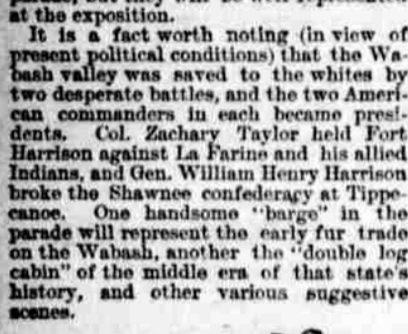 at the exposition.
It is a fact worth noting (in view of
present political conditions) that the Wa-
bash valley was saved to the whites by
two desperate battles, and the two Ameri-
can commanders in each became presi-
dents. Col. Zachary Taylor held Fort
Harrison against La Farine and his allied
Indians, and Gen. William Henry Harrison
broke the Shawnee confederacy at Tippe-
canoe. One handsome "barge" in the
parade will represent the early fur trade
on the Wabash, another the "double log
cabin" of the middle era of that state's
history, and other various suggestive
scenes.